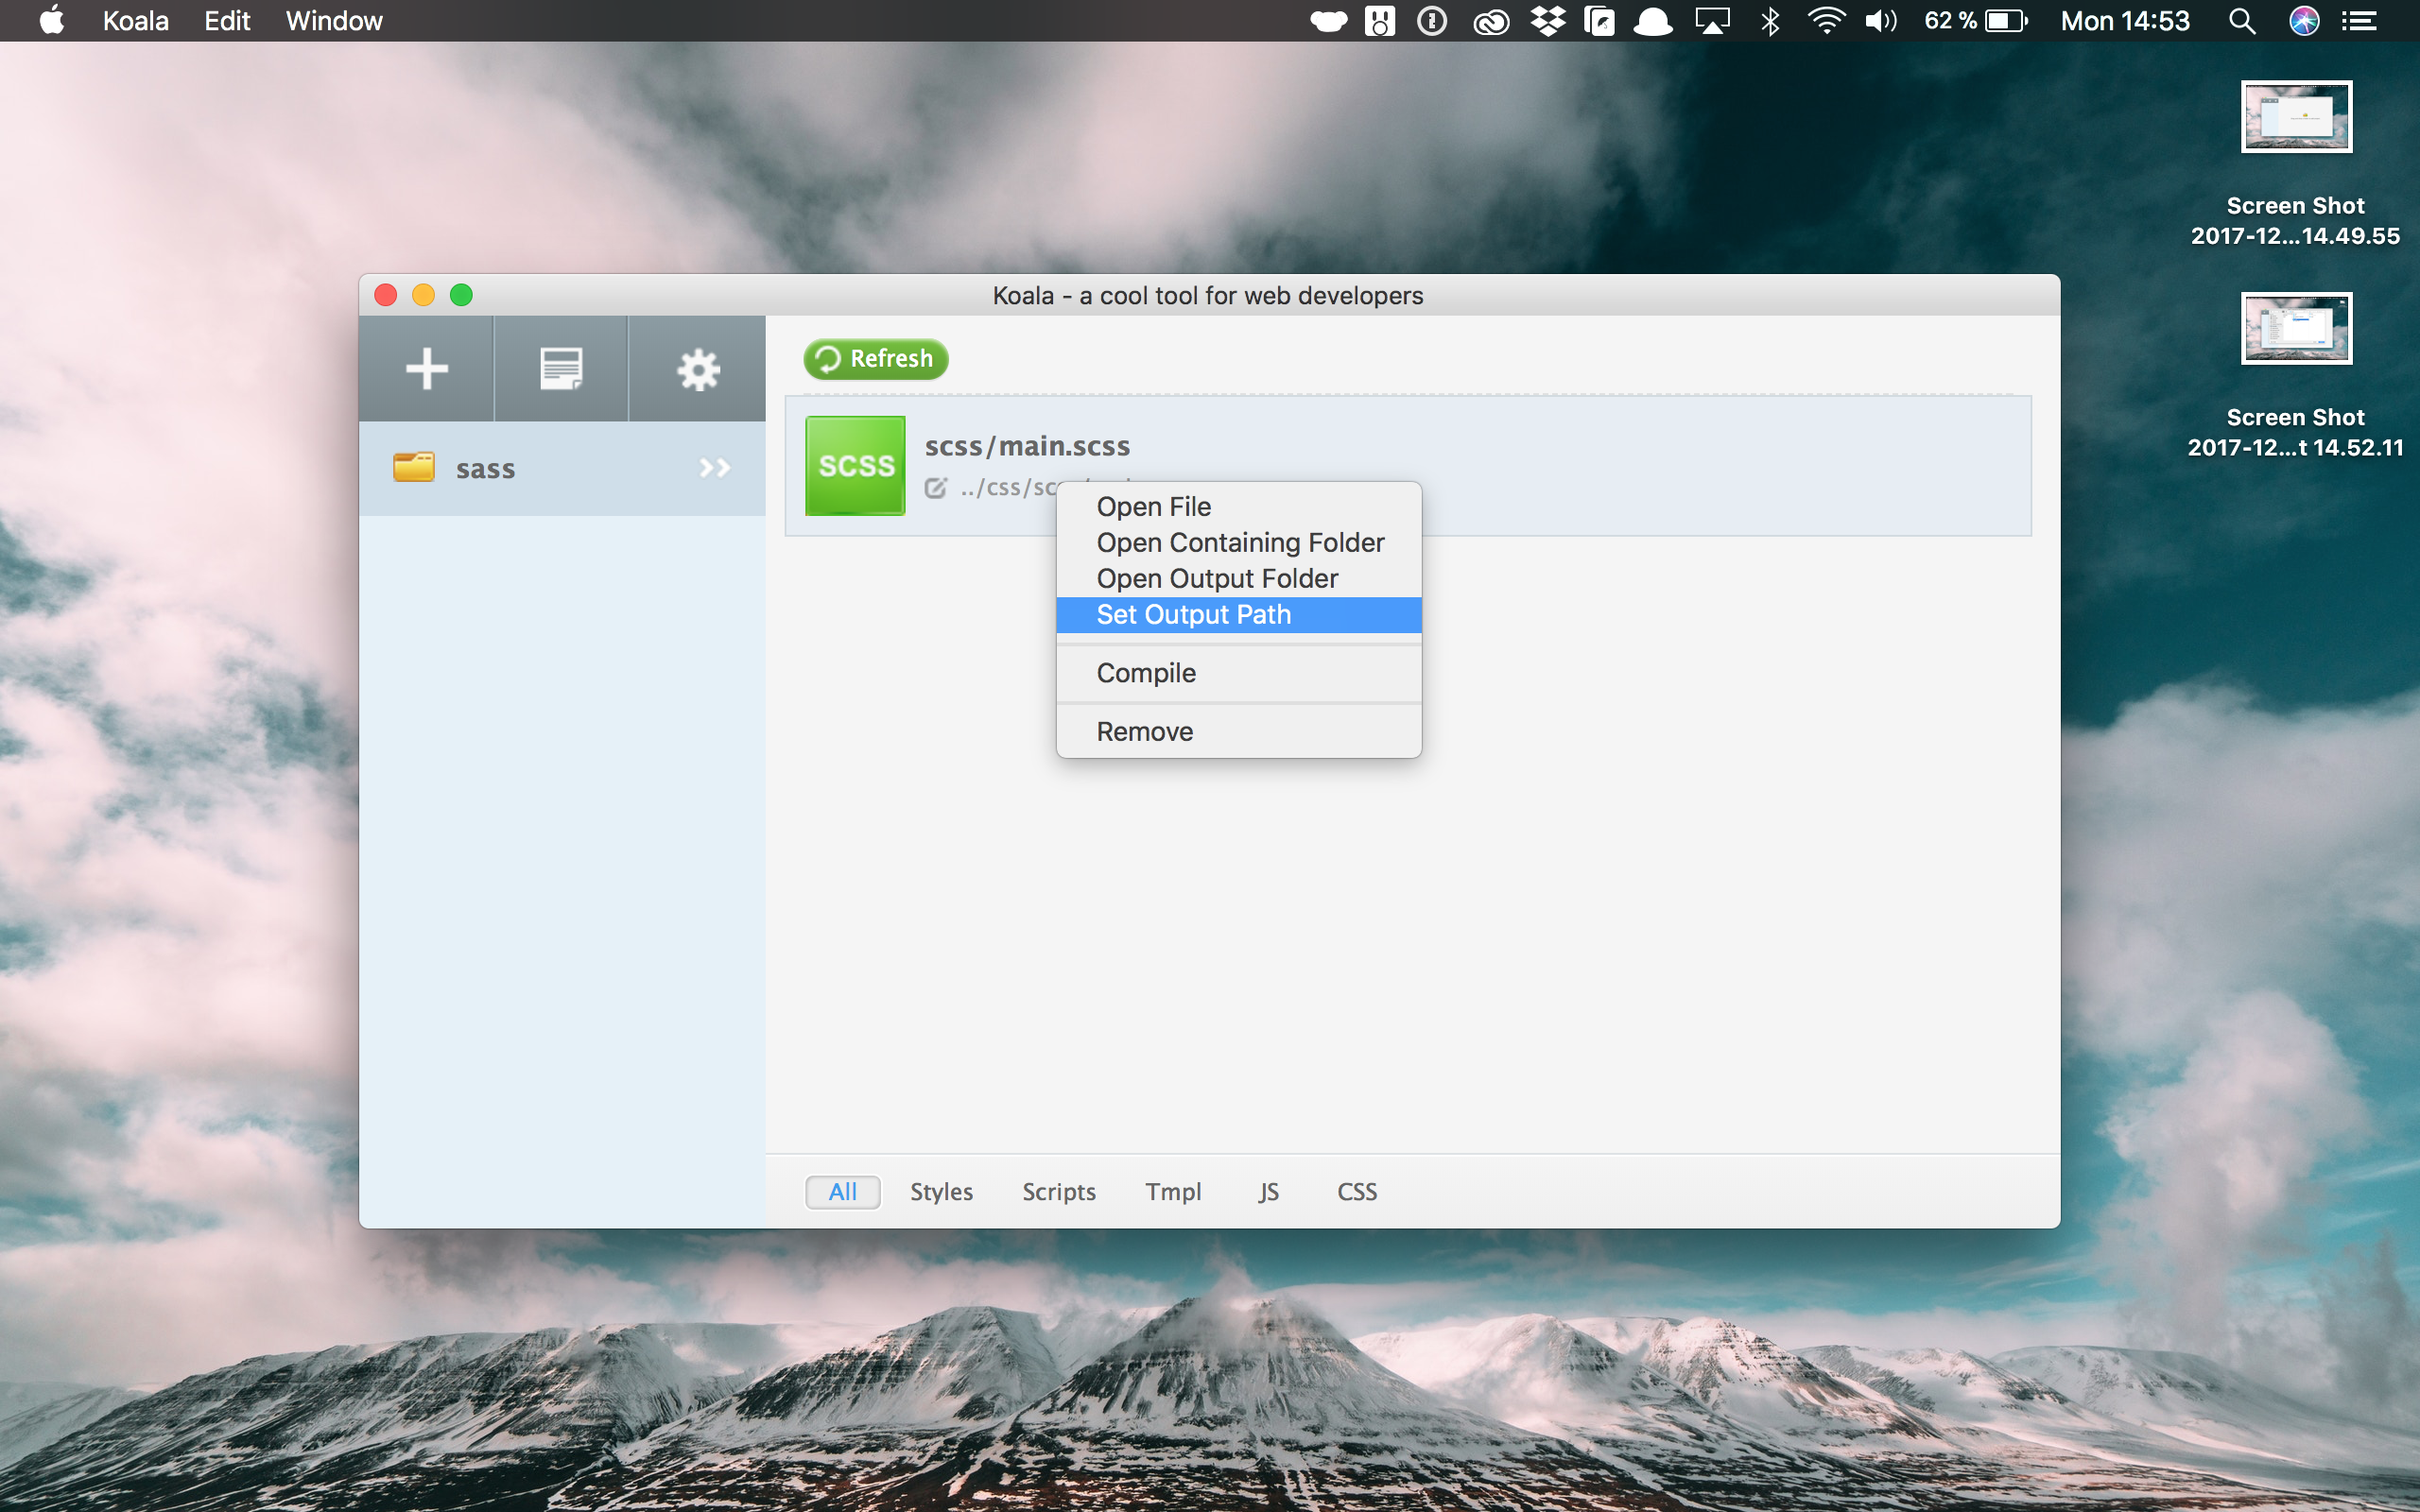 Koala Edit Window 62 % Mon 14:53
Screen Shot
2017-12...14.49.55
Screen Shot
2017-12...t 14.52.11
Koala - a cool tool for web developers
sass
Refresh
SCSS
scss/main.scss
../css/sc
Open File
Open Containing Folder
Open Output Folder
Set Output Path
Compile
Remove
All Styles Scripts Tmpl JS CSS